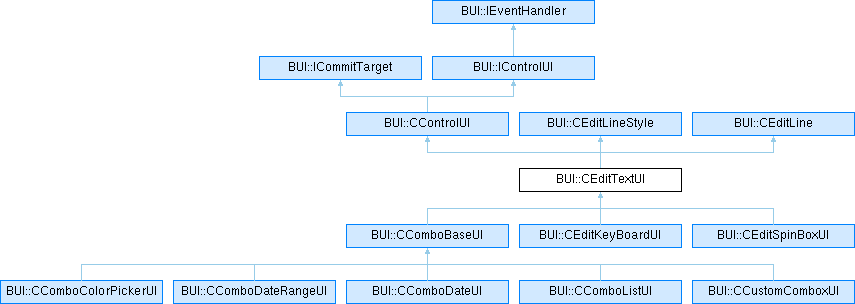 BUI::IEventHandler
BUI::ICommitTarget BUI::IControlUI
BUI::CControlUI BUI::CEditLineStyle BUI::CEditLine
BUI::CEditTextUI
BUI::CComboBaseUI BUI::CEditKeyBoardUI BUI::CEditSpinBoxUI
BUI::CComboColorPickerUI BUI::CComboDateRangeUI BUI::CComboDateUI BUI::CComboListUI BUI::CCustomComboxUI